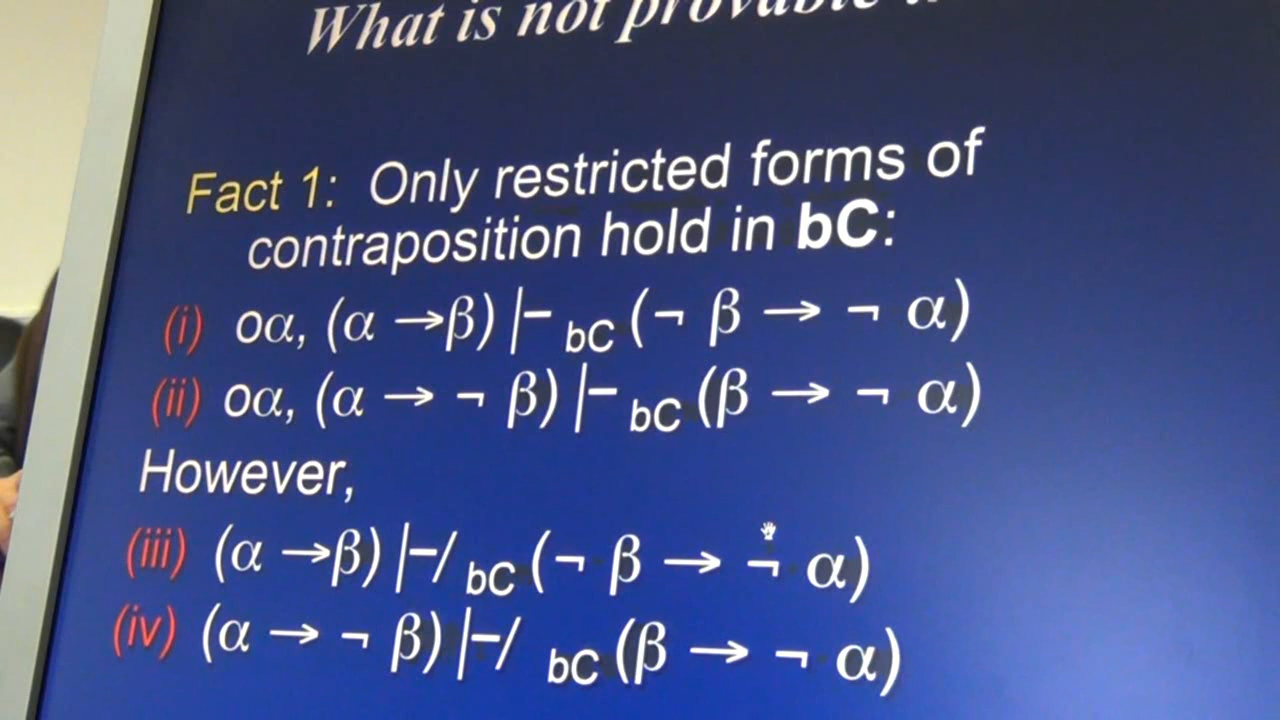 What is not provable
Fact 1: Only restricted forms of
contraposition hold in bC:
(i) oα, (α →β) |– bC (¬ β → ¬ α)
(ii) oα, (α → ¬ β) |– bC (β → ¬ α)
However,
(iii) (α →β) |–/ bC (¬ β → ¬ α)
(iv) (α → ¬ β) |–/ bC (β → ¬ α)